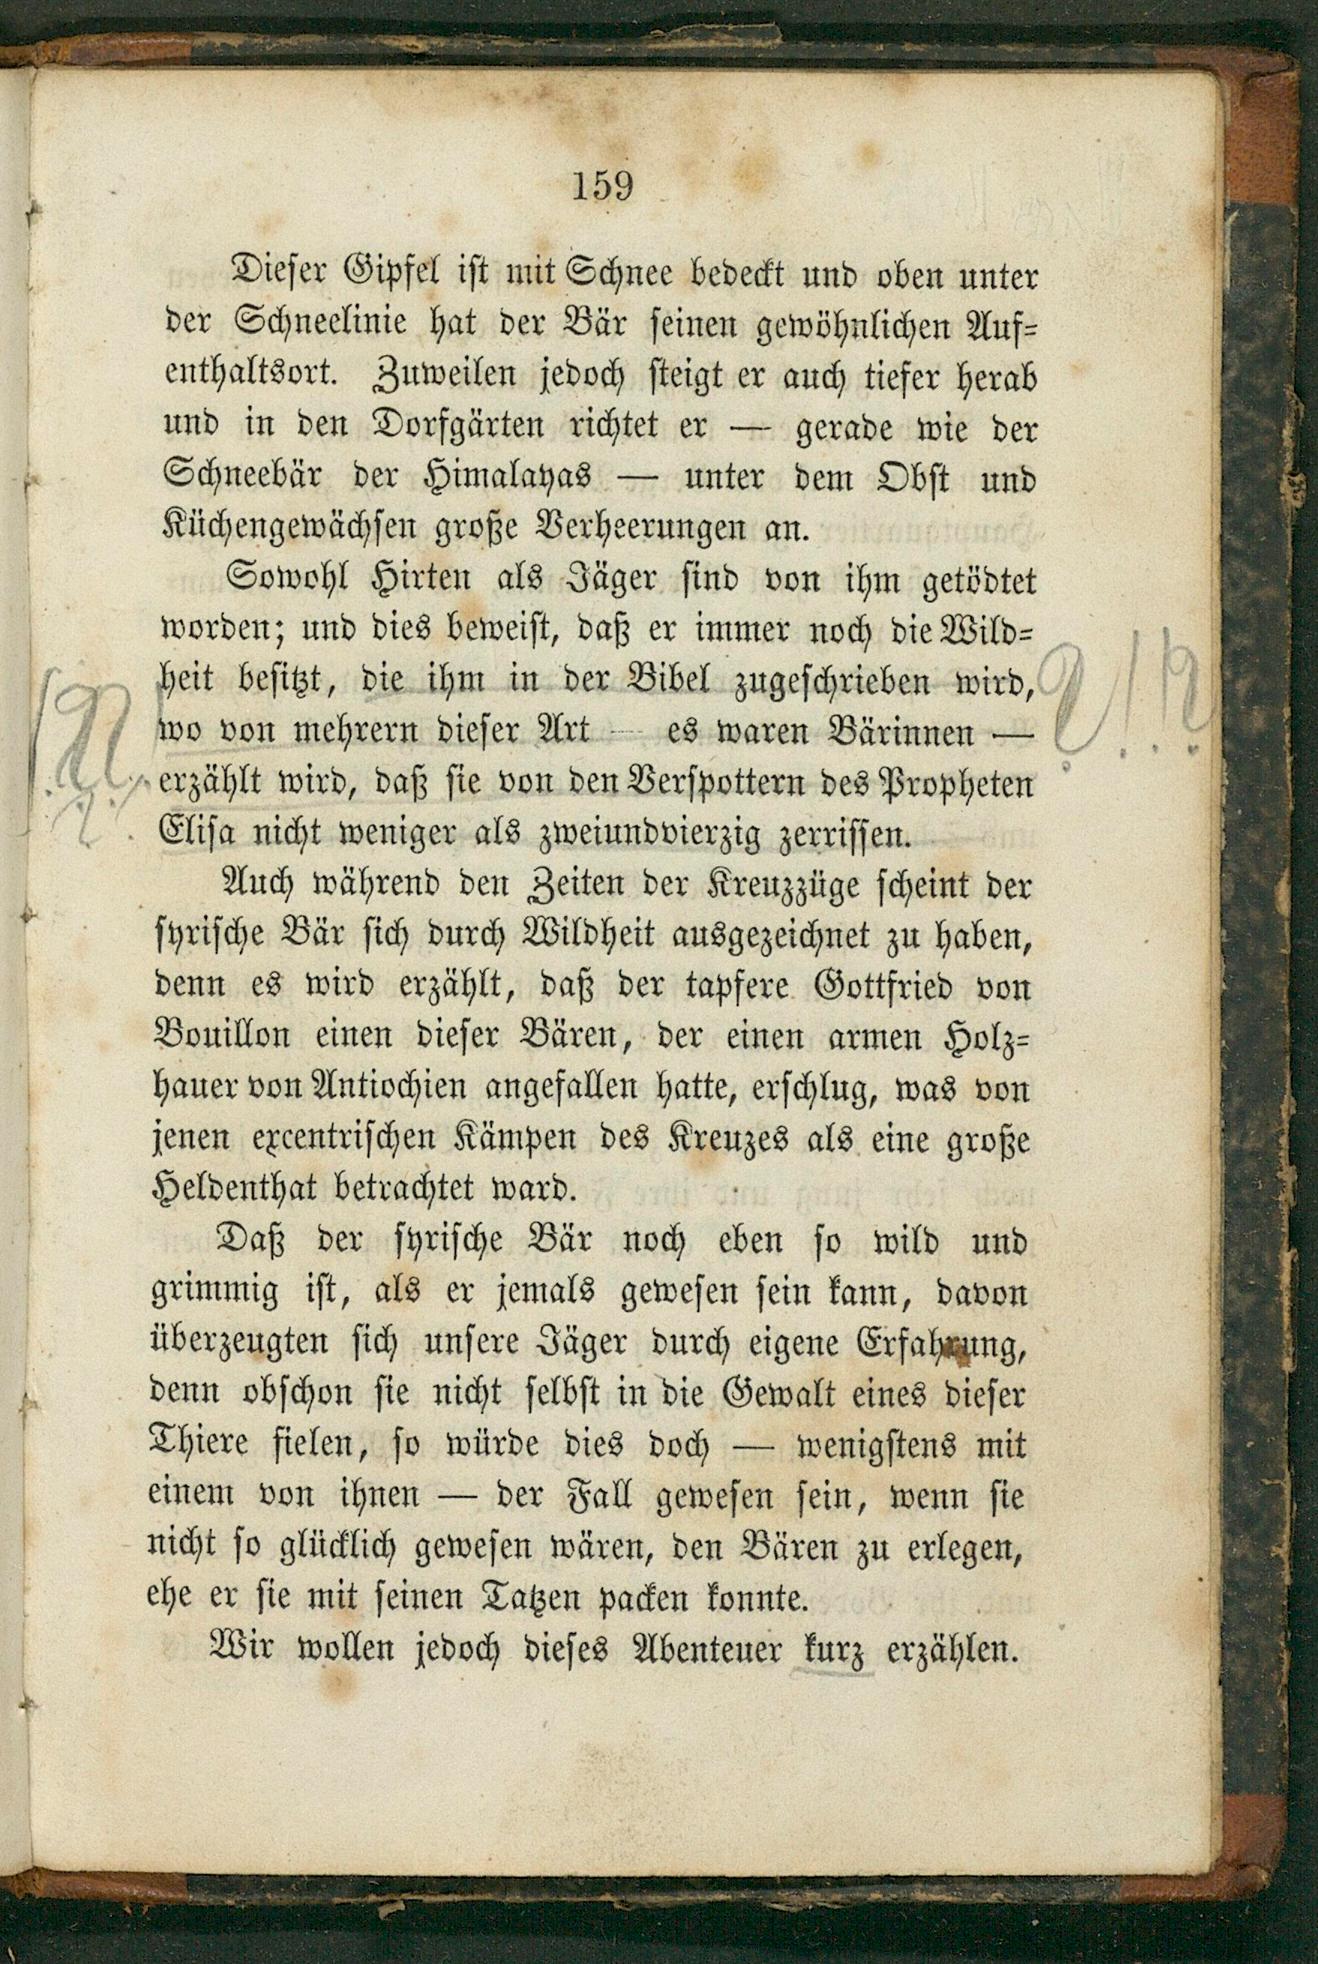 159
Dieser Gipfel ist mit Schnee bedeckt und oben unter
der Schneelinie hat der Bär seinen gewöhnlichen Auf=
enthaltsort. Zuweilen jedoch steigt er auch tiefer herab
und in den Dorfgärten richtet er — gerade wie der
Schneebär der Himalayas — unter dem Obst und
Küchengewächsen große Verheerungen an.
Sowohl Hirten als Jäger sind von ihm getödtet
worden; und dies beweist, daß er immer noch die Wild=
heit besitzt, die ihm in der Bibel zugeschrieben wird,
wo von mehrern dieser Art — es waren Bärinnen —
erzählt wird, daß sie von den Verspottern des Propheten
Elisa nicht weniger als zweiundvierzig zerrissen.
Auch während den Zeiten der Kreuzzüge scheint der
syrische Bär sich durch Wildheit ausgezeichnet zu haben,
denn es wird erzählt, daß der tapfere Gottfried von
Bouillon einen dieser Bären, der einen armen Holz=
hauer von Antiochien angefallen hatte, erschlug, was von
jenen excentrischen Kämpen des Kreuzes als eine große
Heldenthat betrachtet ward.
Daß der syrische Bär noch eben so wild und
grimmig ist, als er jemals gewesen sein kann, davon
überzeugten sich unsere Jäger durch eigene Erfahrung,
denn obschon sie nicht selbst in die Gewalt eines dieser
Thiere fielen, so würde dies doch — wenigstens mit
einem von ihnen — der Fall gewesen sein, wenn sie
nicht so glücklich gewesen wären, den Bären zu erlegen,
ehe er sie mit seinen Tatzen packen konnte.
Wir wollen jedoch dieses Abenteuer kurz erzählen.